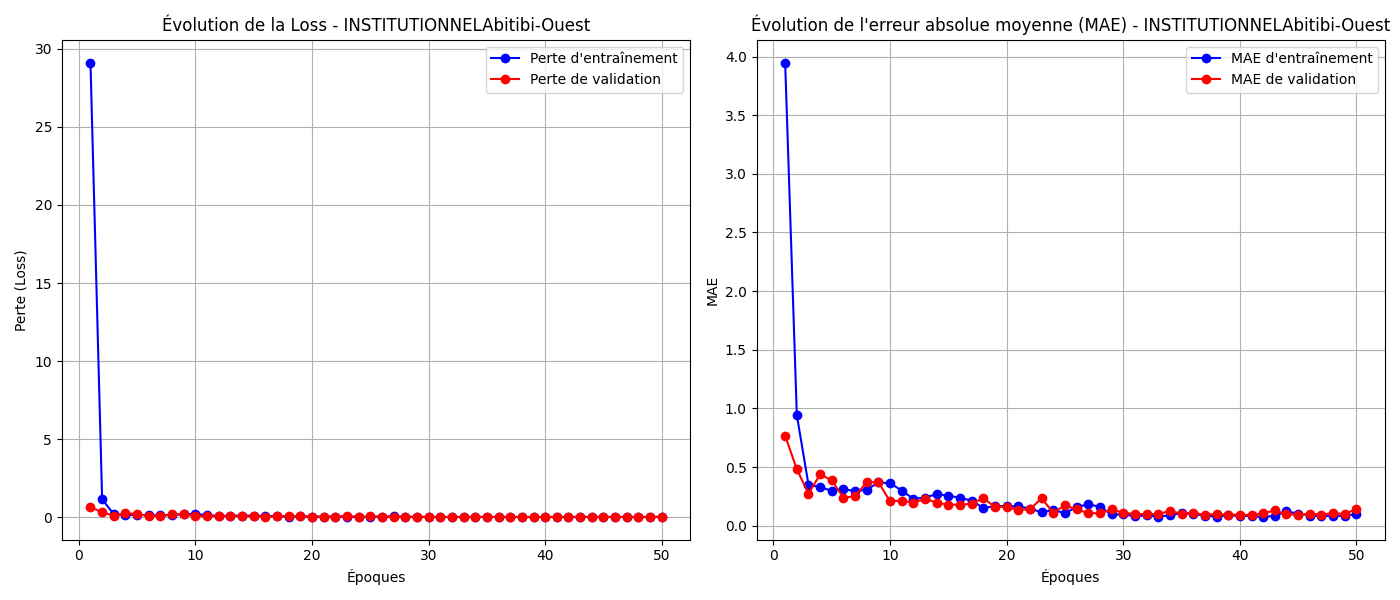 Évolution de la Loss - INSTITUTIONNELAbitibi-Ouest
30
25
20
15
10
5
0
Perte (Loss)
0 10 20 30 40 50
Époques
Perte d'entraînement
Perte de validation
Évolution de l'erreur absolue moyenne (MAE) - INSTITUTIONNELAbitibi-Ouest
4.0
3.5
3.0
2.5
2.0
1.5
1.0
0.5
0.0
MAE
0 10 20 30 40 50
Époques
MAE d'entraînement
MAE de validation